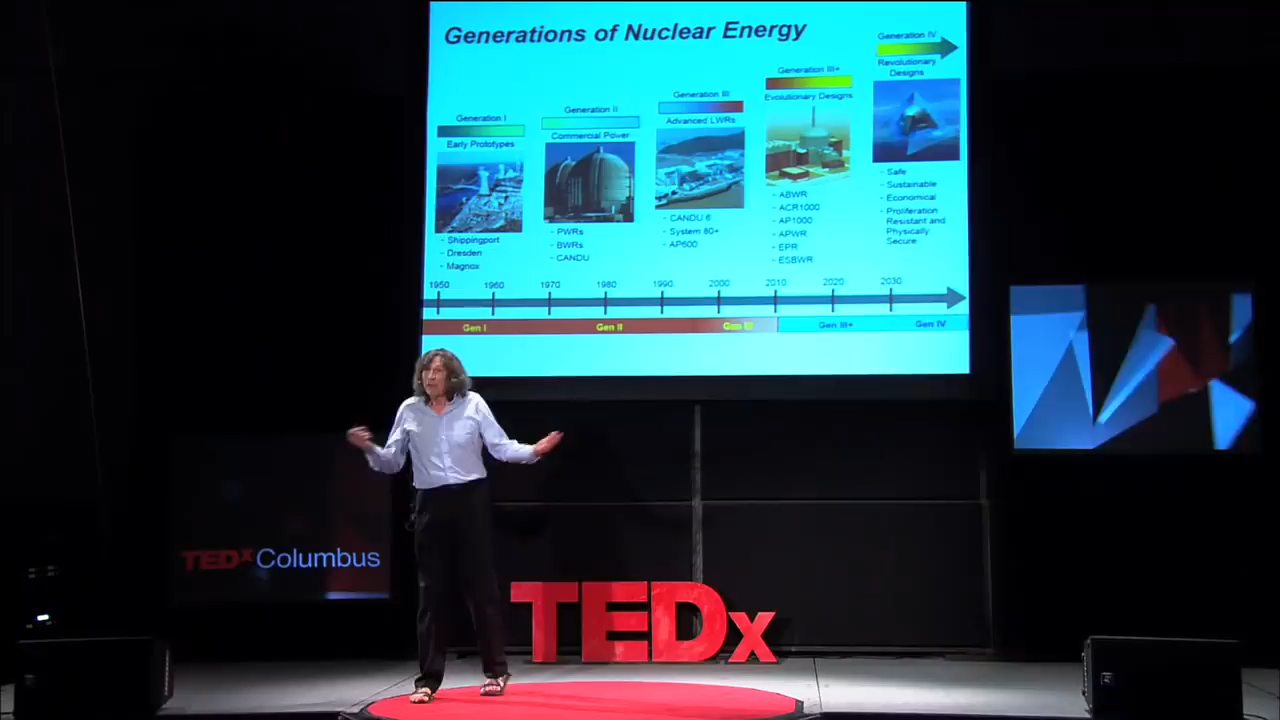 Generations of Nuclear Energy
Generation I
Early Prototypes
- Shippingport
- Dresden
- Magnox
Generation II
Commercial Power
- PWRs
- BWRs
- CANDU
Generation III
Advanced LWRs
- CANDU 6
- System 80+
- AP600
Generation III+
Evolutionary Designs
- ABWR
- ACR1000
- AP1000
- APWR
- EPR
- ESBWR
Generation IV
Revolutionary
Designs
- Safe
- Sustainable
- Economical
- Proliferation
Resistant and
Physically
Secure
1950 1960 1970 1980 1990 2000 2010 2020 2030
Gen I Gen II Gen III Gen III+ Gen IV
TEDxColumbus
TEDx